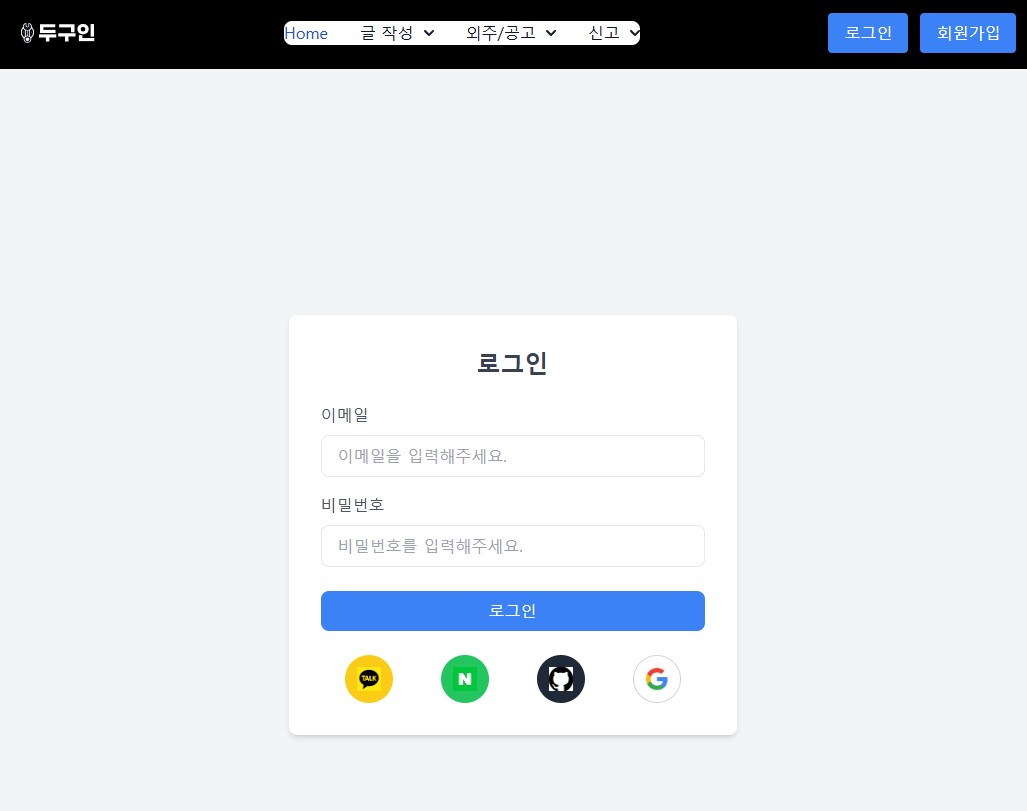 두구인
Home 글 작성 외주/공고 신고
로그인 회원가입
로그인
이메일
이메일을 입력해주세요.
비밀번호
비밀번호를 입력해주세요.
로그인
TALK N G